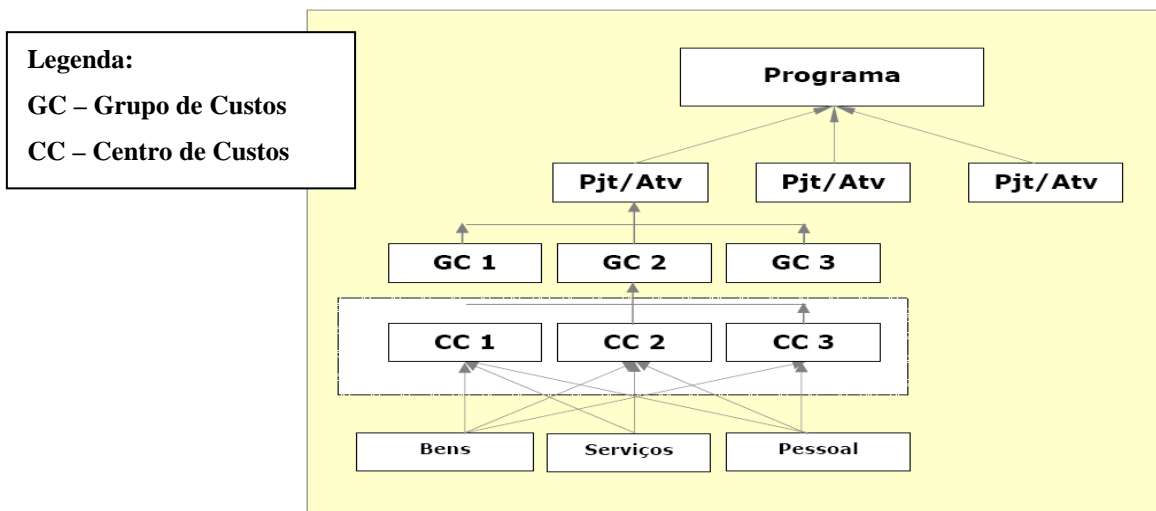 Legenda:
GC – Grupo de Custos
CC – Centro de Custos
Programa
Pjt/Atv Pjt/Atv Pjt/Atv
GC 1 GC 2 GC 3
CC 1 CC 2 CC 3
Bens Serviços Pessoal